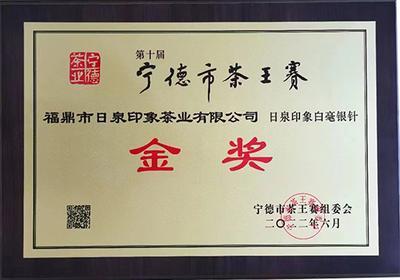 宁德茶业
第十届
宁德市茶王赛
福鼎市日泉印象茶业有限公司 日泉印象白毫银针
金奖
宁德市茶王赛组委会
二〇二二年六月